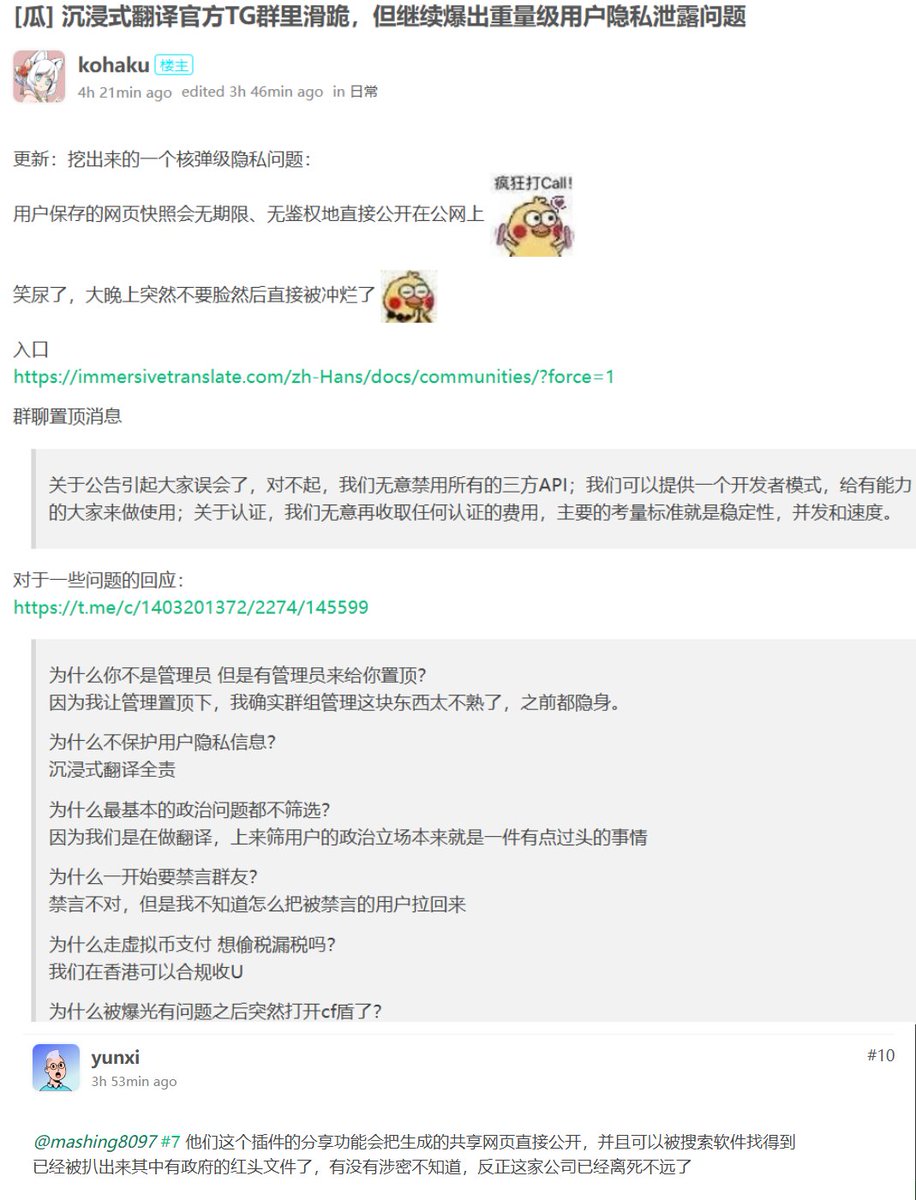 [瓜] 沉浸式翻译官方TG群里滑跪，但继续爆出重量级用户隐私泄露问题
kohaku 楼主
4h 21min ago edited 3h 46min ago in 日常
更新：挖出来的一个核弹级隐私问题：
疯狂打Call!
用户保存的网页快照会无期限、无鉴权地直接公开在公网上
笑尿了，大晚上突然不要脸然后直接被冲烂了
入口
https://immersivetranslate.com/zh-Hans/docs/communities/?force=1
群聊置顶消息
关于公告引起大家误会了，对不起，我们无意禁用所有的三方API；我们可以提供一个开发者模式，给有能力
的大家来做使用；关于认证，我们无意再收取任何认证的费用，主要的考量标准就是稳定性，并发和速度。
对于一些问题的回应：
https://t.me/c/1403201372/2274/145599
为什么你不是管理员 但是有管理员来给你置顶?
因为我让管理置顶下，我确实群组管理这块东西太不熟了，之前都隐身。
为什么不保护用户隐私信息?
沉浸式翻译全责
为什么最基本的政治问题都不筛选?
因为我们是在做翻译，上来筛用户的政治立场本来就是一件有点过头的事情
为什么一开始要禁言群友?
禁言不对，但是我不知道怎么把被禁言的用户拉回来
为什么走虚拟币支付 想偷税漏税吗?
我们在香港可以合规收U
为什么被爆光有问题之后突然打开cf盾了?
yunxi
#10
3h 53min ago
@mashing8097 #7 他们这个插件的分享功能会把生成的共享网页直接公开，并且可以被搜索软件找得到
已经被扒出来其中有政府的红头文件了，有没有涉密不知道，反正这家公司已经离死不远了